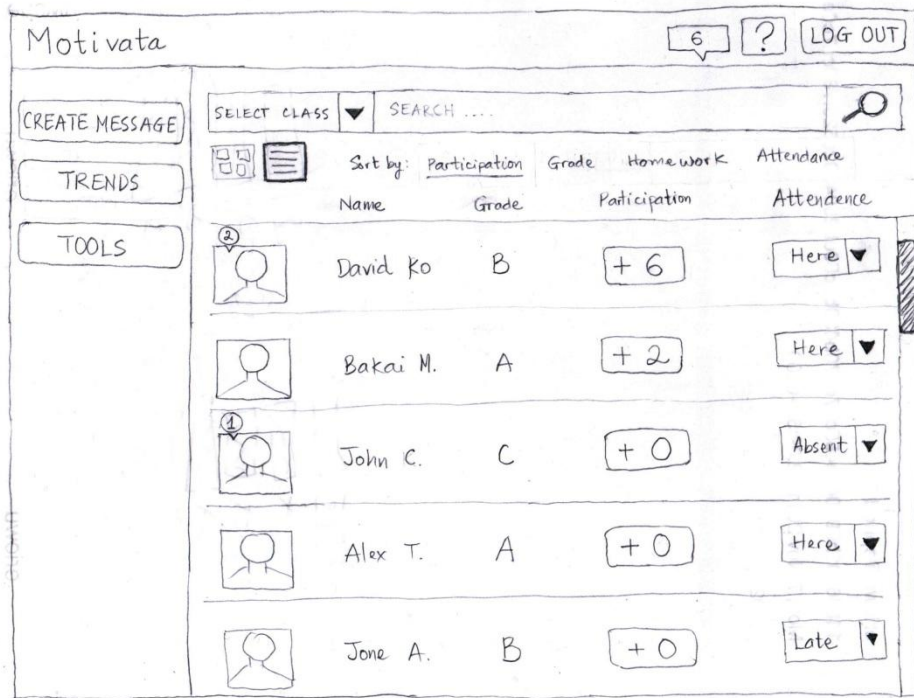 Motivata 6 ? LOG OUT
CREATE MESSAGE
TRENDS
TOOLS
SELECT CLASS SEARCH .....
Sort by: Participation Grade Homework Attendance
Name Grade Participation Attendence
2
David Ko B + 6 Here
Bakai M. A + 2 Here
1
John C. C + 0 Absent
Alex T. A + 0 Here
Jone A. B + 0 Late